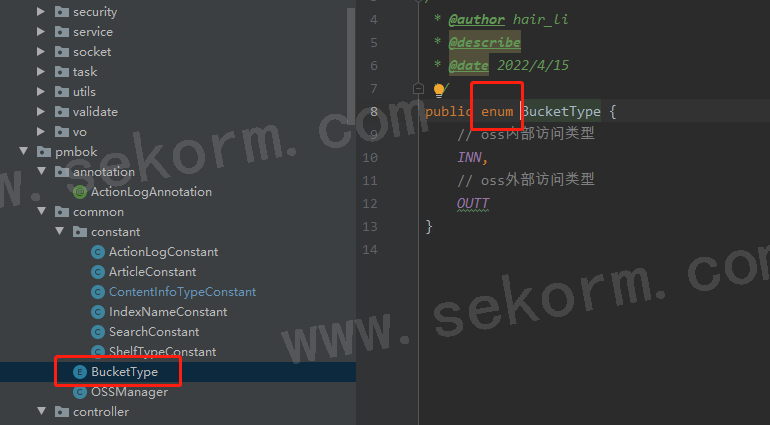 security
service
socket
task
utils
validate
vo
pmbok
annotation
ActionLogAnnotation
common
constant
ActionLogConstant
ArticleConstant
ContentInfoTypeConstant
IndexNameConstant
SearchConstant
ShelfTypeConstant
BucketType
OSSManager
controller
4 * @author hair_li
5 * @describe
6 * @date 2022/4/15
7 */
8 public enum BucketType {
9 // oss内部访问类型
10 INN,
11 // oss外部访问类型
12 OUTT
13 }
14
www.sekorm.com
www.sekorm.com